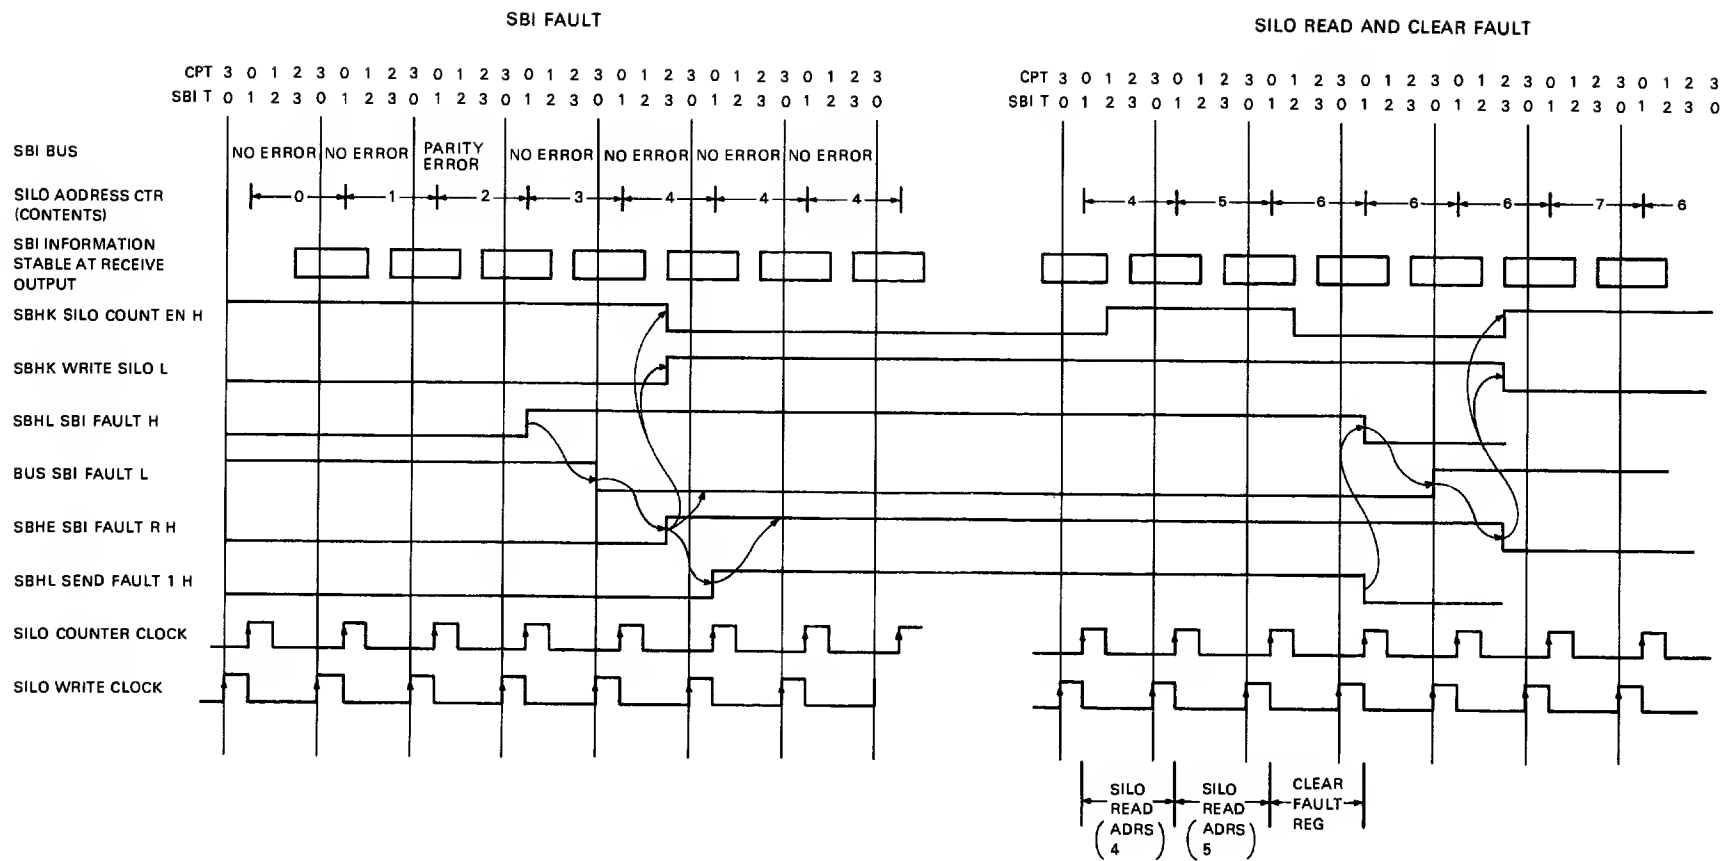 SBI FAULT
SILO READ AND CLEAR FAULT
CPT 3 0 1 2 3 0 1 2 3 0 1 2 3 0 1 2 3 0 1 2 3 0 1 2 3 0 1 2 3
SBI T 0 1 2 3 0 1 2 3 0 1 2 3 0 1 2 3 0 1 2 3 0 1 2 3 0 1 2 3 0
CPT 3 0 1 2 3 0 1 2 3 0 1 2 3 0 1 2 3 0 1 2 3 0 1 2 3 0 1 2 3
SBI T 0 1 2 3 0 1 2 3 0 1 2 3 0 1 2 3 0 1 2 3 0 1 2 3 0 1 2 3 0
SBI BUS
NO ERROR NO ERROR PARITY ERROR NO ERROR NO ERROR NO ERROR NO ERROR
SILO AODRESS CTR
(CONTENTS)
0 1 2 3 4 4 4
4 5 6 6 6 7 6
SBI INFORMATION
STABLE AT RECEIVE
OUTPUT
SBHK SILO COUNT EN H
SBHK WRITE SILO L
SBHL SBI FAULT H
BUS SBI FAULT L
SBHE SBI FAULT R H
SBHL SEND FAULT 1 H
SILO COUNTER CLOCK
SILO WRITE CLOCK
SILO
READ
(ADRS
4)
SILO
READ
(ADRS
5)
CLEAR
FAULT
REG